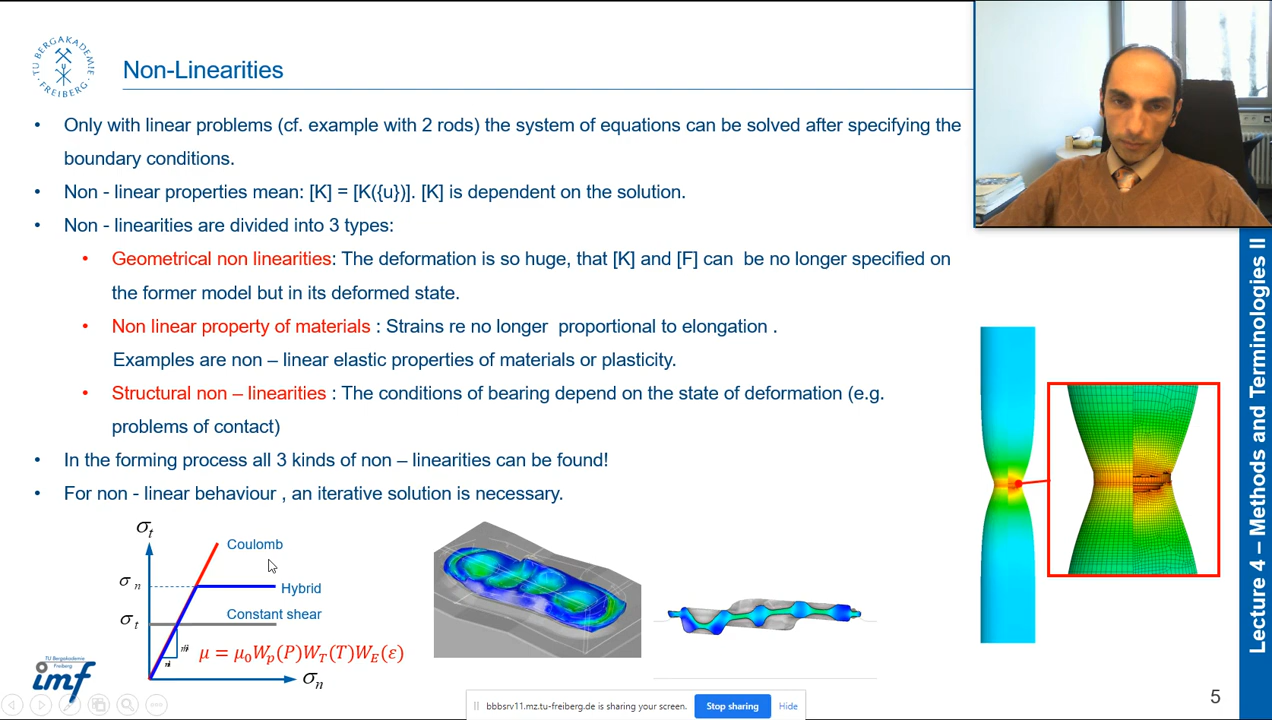 TU BERGAKADEMIE
FREIBERG
Non-Linearities
• Only with linear problems (cf. example with 2 rods) the system of equations can be solved after specifying the
boundary conditions.
• Non - linear properties mean: [K] = [K({u})]. [K] is dependent on the solution.
• Non - linearities are divided into 3 types:
• Geometrical non linearities: The deformation is so huge, that [K] and [F] can be no longer specified on
the former model but in its deformed state.
• Non linear property of materials : Strains re no longer proportional to elongation .
Examples are non – linear elastic properties of materials or plasticity.
• Structural non – linearities : The conditions of bearing depend on the state of deformation (e.g.
problems of contact)
• In the forming process all 3 kinds of non – linearities can be found!
• For non - linear behaviour , an iterative solution is necessary.
σt
Coulomb
σn
Hybrid
Constant shear
σt
μ = μ0Wp(P)WT(T)WE(ε)
σn
TU Bergakademie
Freiberg
imf
Lecture 4 – Methods and Terminologies II
5
bbbsrv11.mz.tu-freiberg.de is sharing your screen.
Stop sharing
Hide